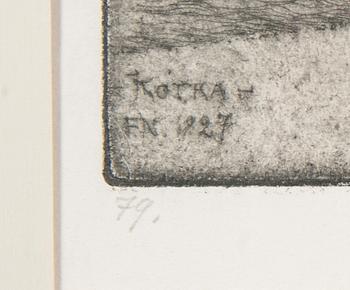 KOTKA –
FN. 1927
79.